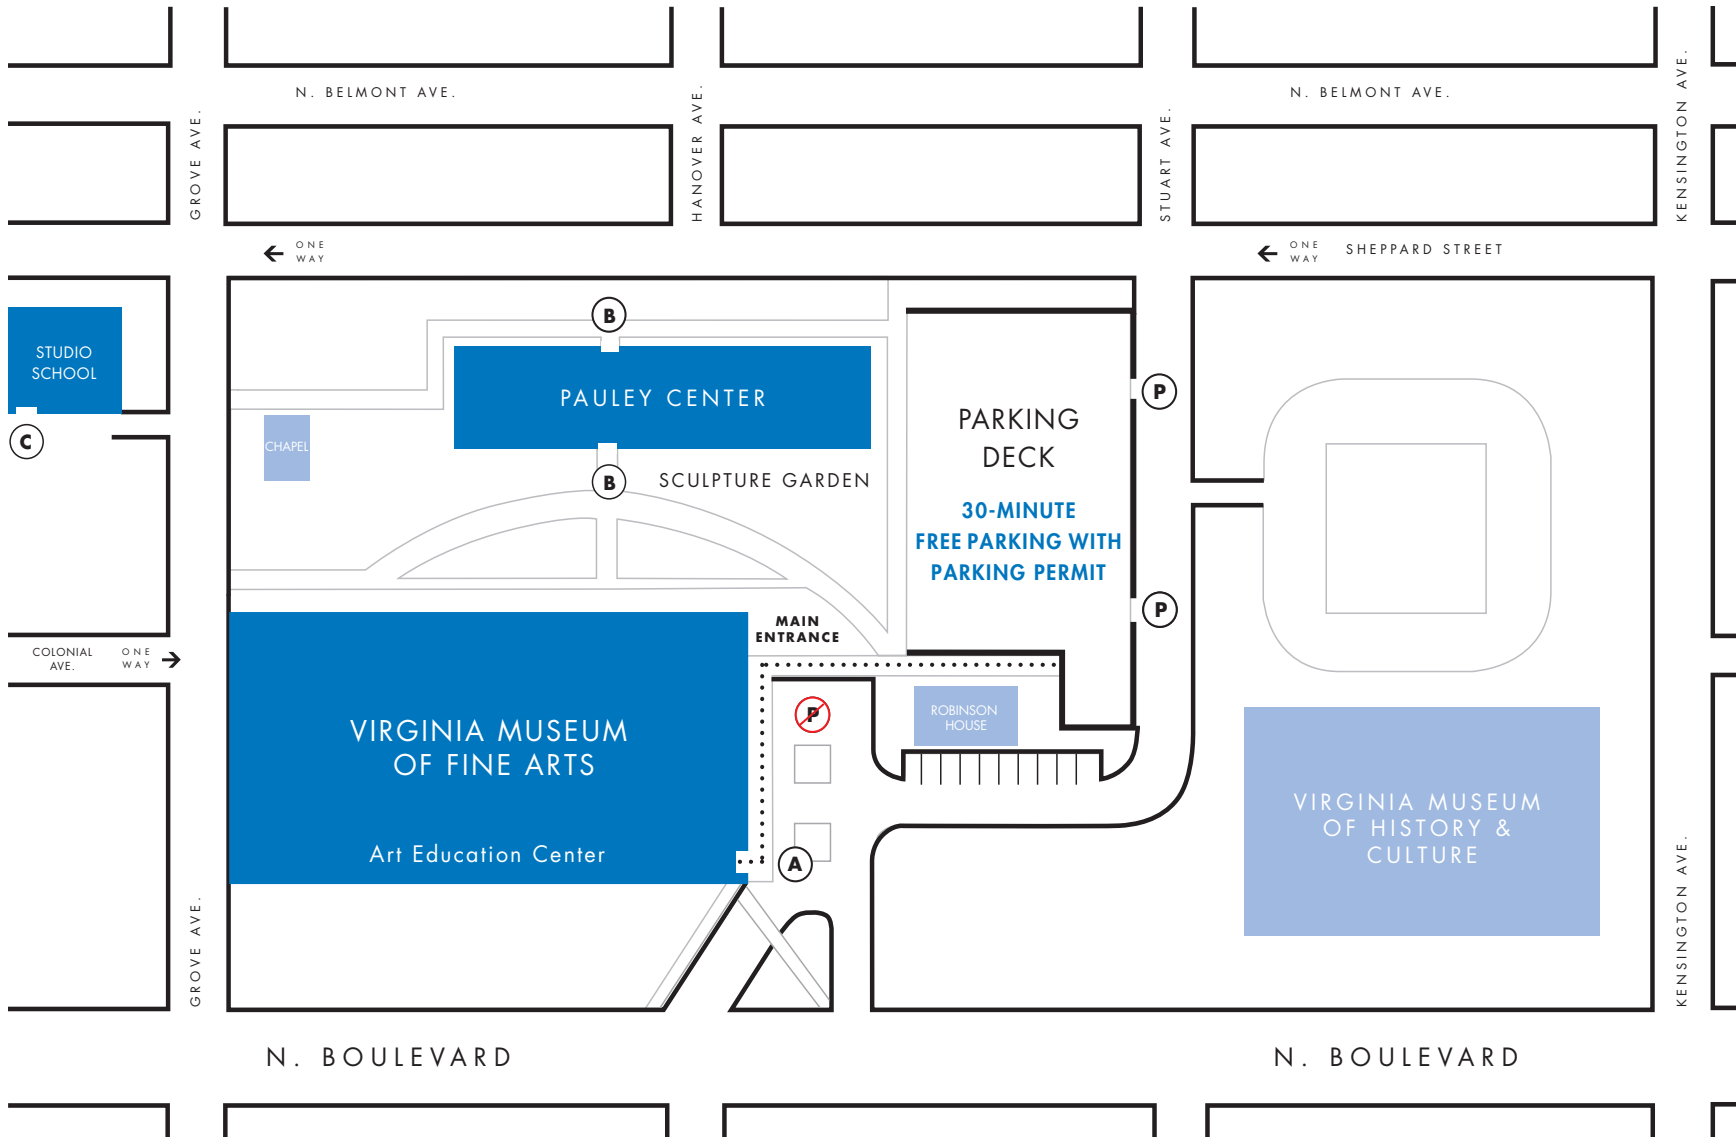 N. BELMONT AVE.
N. BELMONT AVE.
GROVE AVE.
HANOVER AVE.
STUART AVE.
KENSINGTON AVE.
ONE
WAY
ONE
WAY
SHEPPARD STREET
STUDIO
SCHOOL
C
B
PAULEY CENTER
B
CHAPEL
SCULPTURE GARDEN
PARKING
DECK
30-MINUTE
FREE PARKING WITH
PARKING PERMIT
P
P
MAIN
ENTRANCE
COLONIAL
AVE.
ONE
WAY
VIRGINIA MUSEUM
OF FINE ARTS
Art Education Center
P
A
ROBINSON
HOUSE
VIRGINIA MUSEUM
OF HISTORY &
CULTURE
GROVE AVE.
KENSINGTON AVE.
N. BOULEVARD
N. BOULEVARD